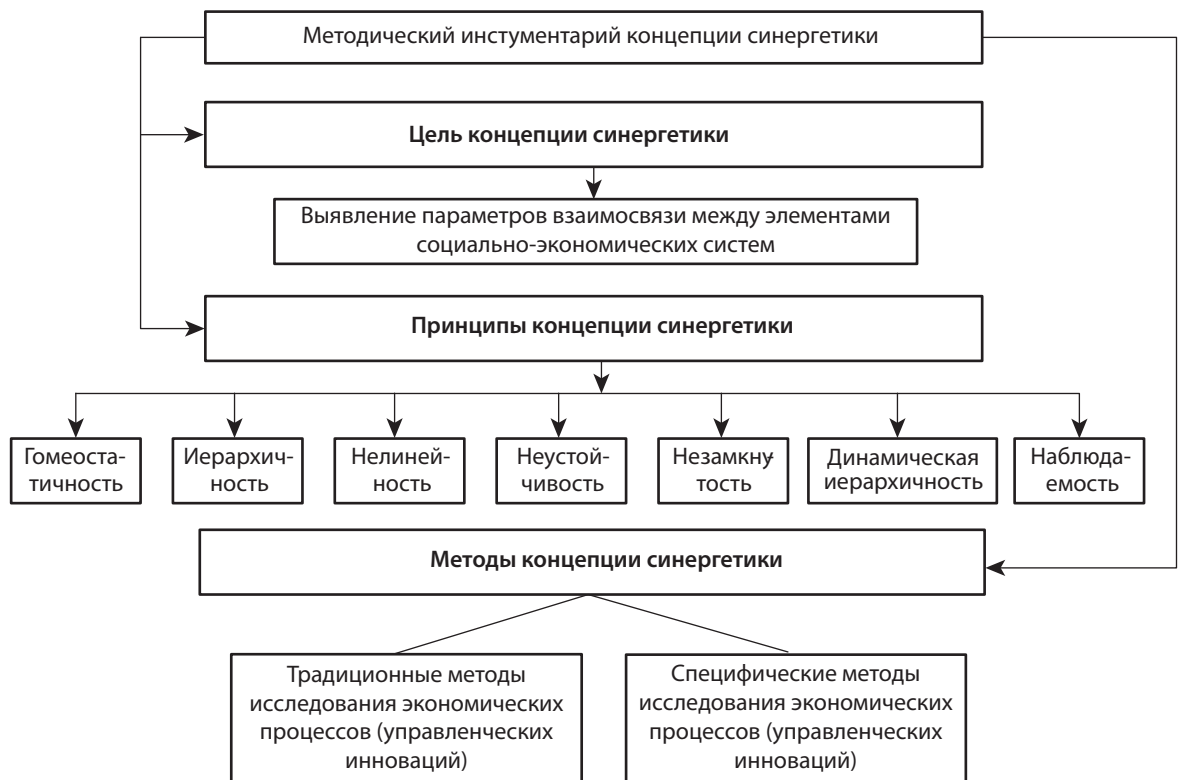 Методический инстументарий концепции синергетики
Цель концепции синергетики
Выявление параметров взаимосвязи между элементами
социально-экономических систем
Принципы концепции синергетики
Гомеоста-
тичность
Иерархич-
ность
Нелиней-
ность
Неустой-
чивость
Незамкну-
тость
Динамическая
иерархичность
Наблюда-
емость
Методы концепции синергетики
Традиционные методы
исследования экономических
процессов (управленческих
инноваций)
Специфические методы
исследования экономических
процессов (управленческих
инноваций)